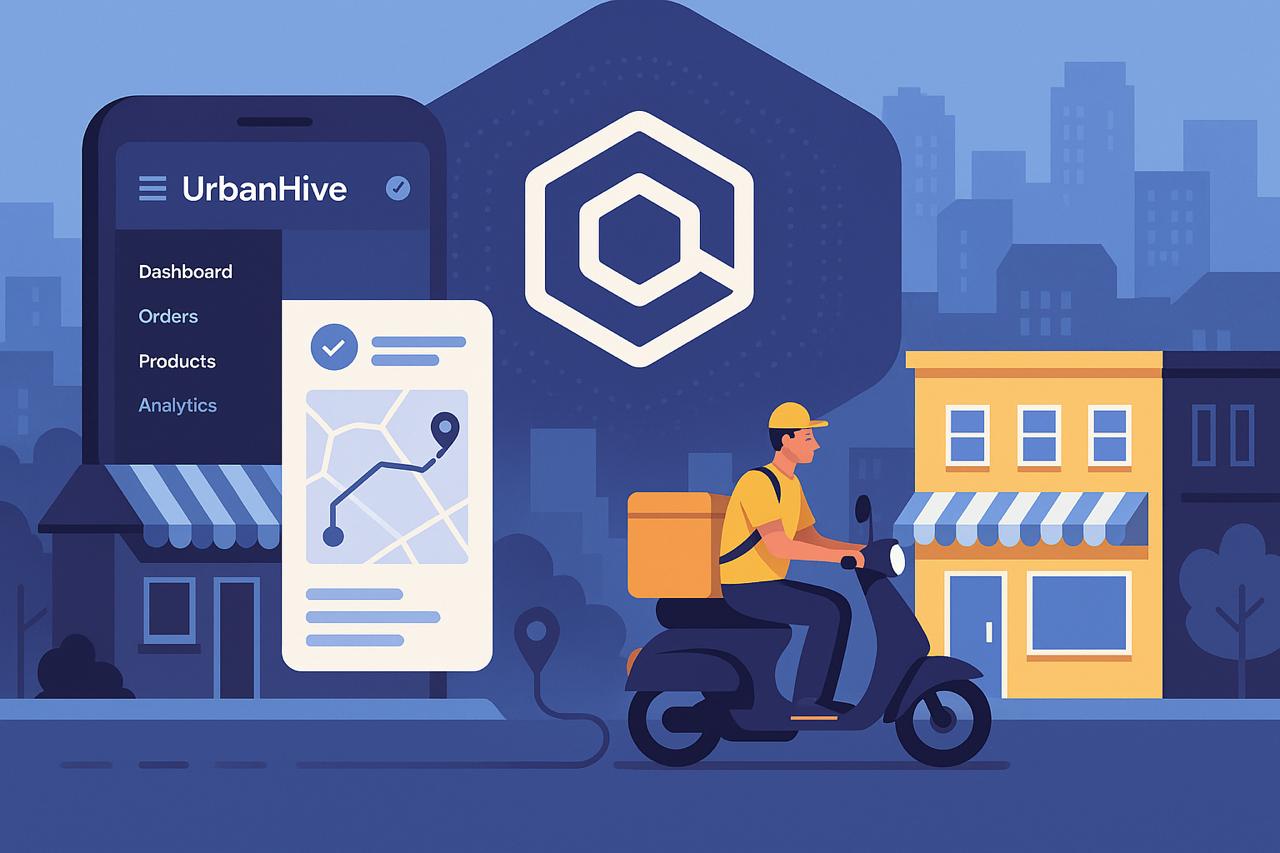 UrbanHive
Dashboard
Orders
Products
Analytics